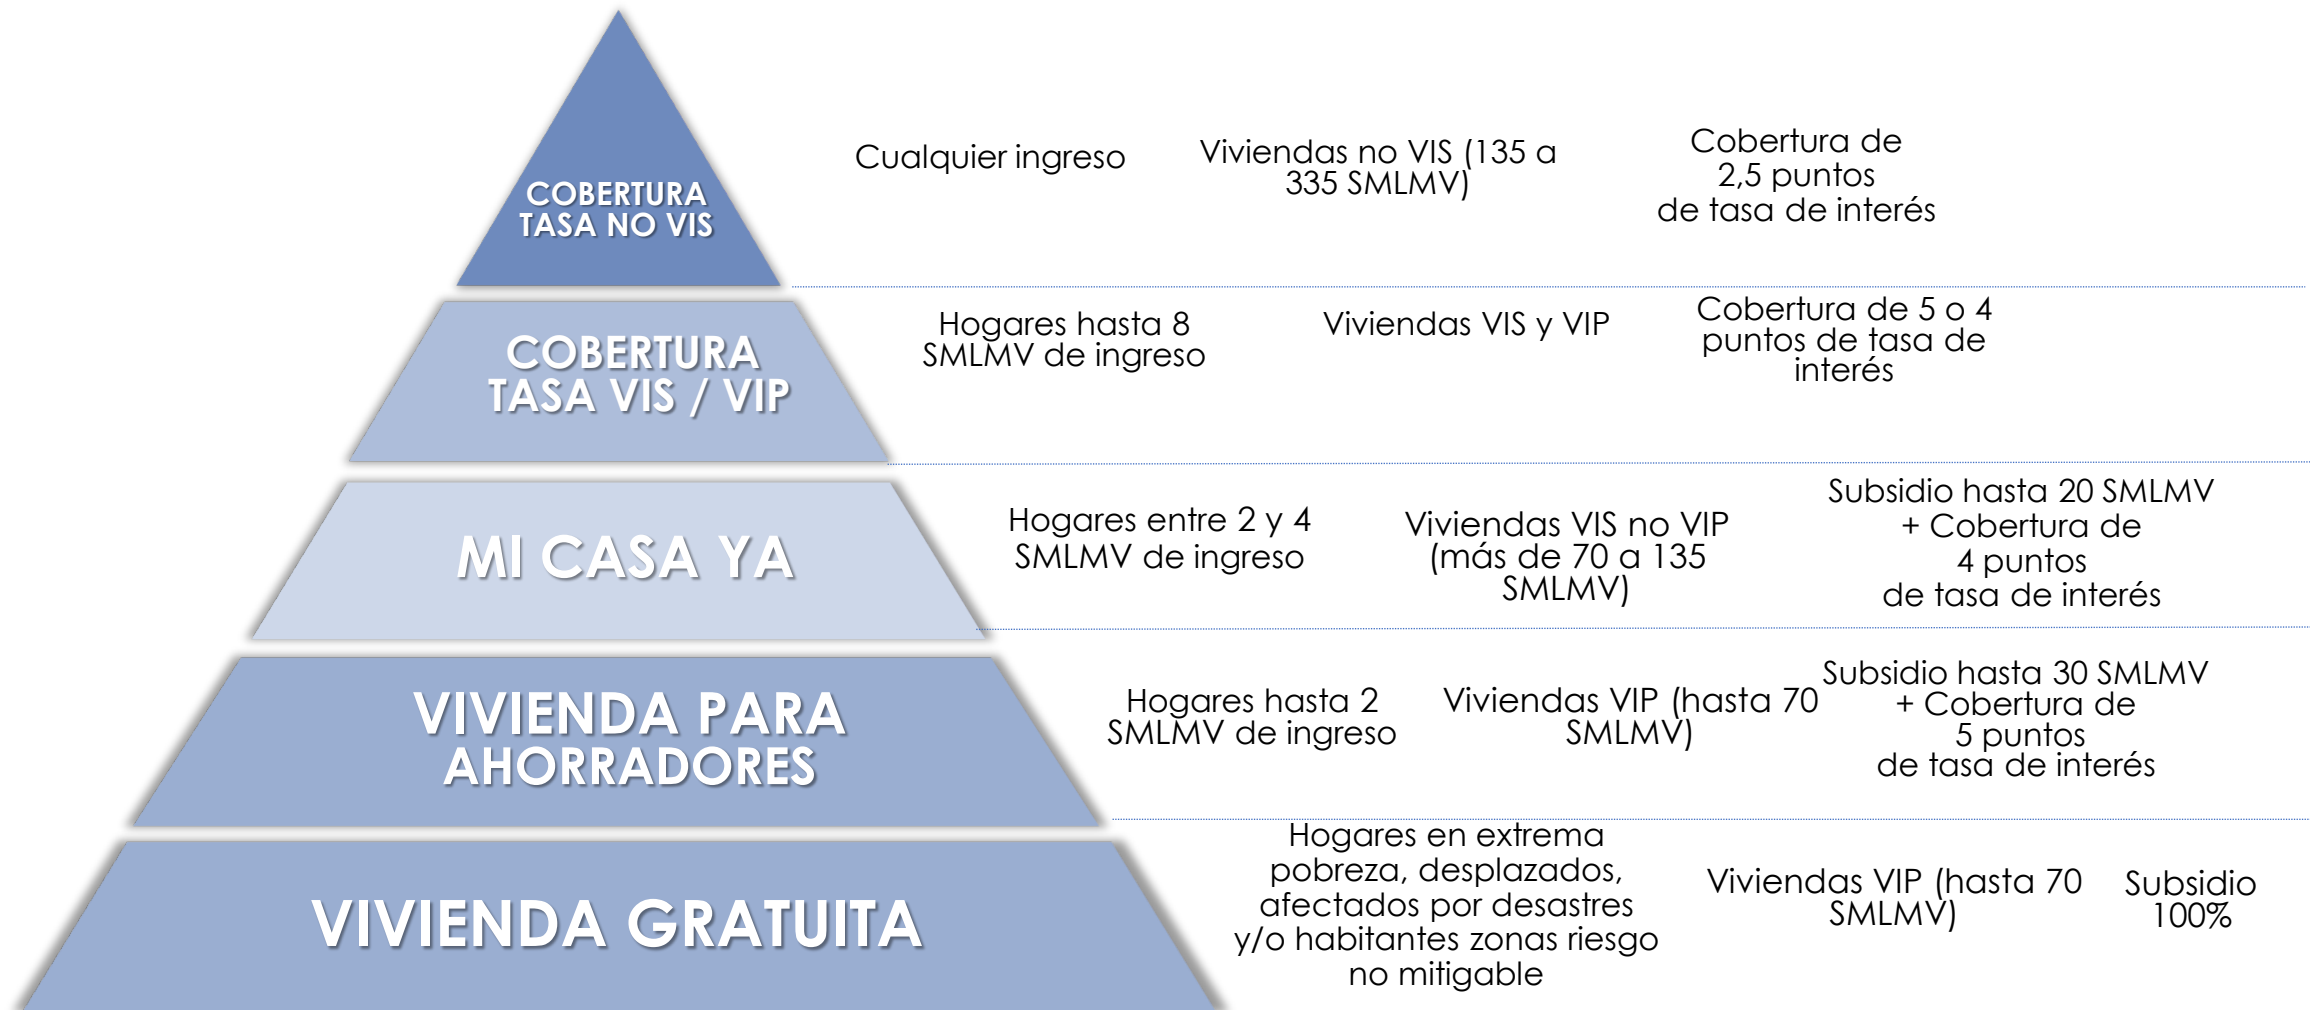 COBERTURA
TASA NO VIS
Cualquier ingreso
Viviendas no VIS (135 a
335 SMLMV)
Cobertura de
2,5 puntos
de tasa de interés
COBERTURA
TASA VIS / VIP
Hogares hasta 8
SMLMV de ingreso
Viviendas VIS y VIP
Cobertura de 5 o 4
puntos de tasa de
interés
MI CASA YA
Hogares entre 2 y 4
SMLMV de ingreso
Viviendas VIS no VIP
(más de 70 a 135
SMLMV)
Subsidio hasta 20 SMLMV
+ Cobertura de
4 puntos
de tasa de interés
VIVIENDA PARA
AHORRADORES
Hogares hasta 2
SMLMV de ingreso
Viviendas VIP (hasta 70
SMLMV)
Subsidio hasta 30 SMLMV
+ Cobertura de
5 puntos
de tasa de interés
VIVIENDA GRATUITA
Hogares en extrema
pobreza, desplazados,
afectados por desastres
y/o habitantes zonas riesgo
no mitigable
Viviendas VIP (hasta 70
SMLMV)
Subsidio
100%